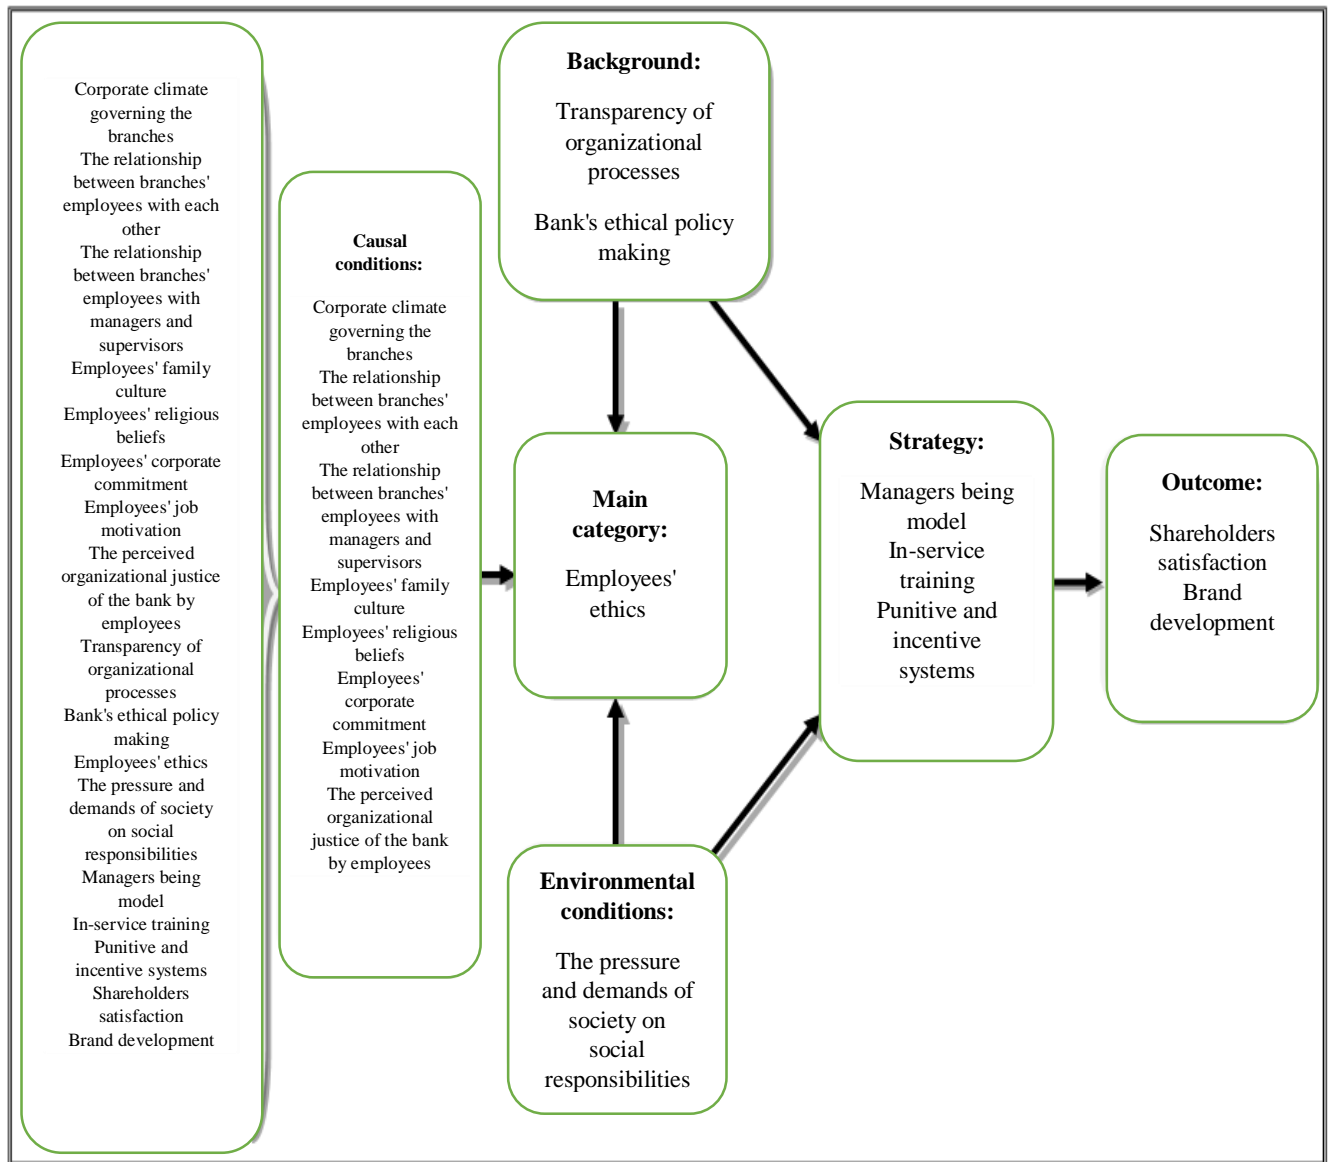 Corporate climate
governing the
branches
The relationship
between branches'
employees with each
other
The relationship
between branches'
employees with
managers and
supervisors
Employees' family
culture
Employees' religious
beliefs
Employees' corporate
commitment
Employees' job
motivation
The perceived
organizational justice
of the bank by
employees
Transparency of
organizational
processes
Bank's ethical policy
making
Employees' ethics
The pressure and
demands of society
on social
responsibilities
Managers being
model
In-service training
Punitive and
incentive systems
Shareholders
satisfaction
Brand development
Causal
conditions:
Corporate climate
governing the
branches
The relationship
between branches'
employees with each
other
The relationship
between branches'
employees with
managers and
supervisors
Employees' family
culture
Employees' religious
beliefs
Employees'
corporate
commitment
Employees' job
motivation
The perceived
organizational
justice of the bank
by employees
Background:
Transparency of
organizational
processes
Bank's ethical policy
making
Main
category:
Employees'
ethics
Environmental
conditions:
The pressure
and demands of
society on
social
responsibilities
Strategy:
Managers being
model
In-service
training
Punitive and
incentive
systems
Outcome:
Shareholders
satisfaction
Brand
development